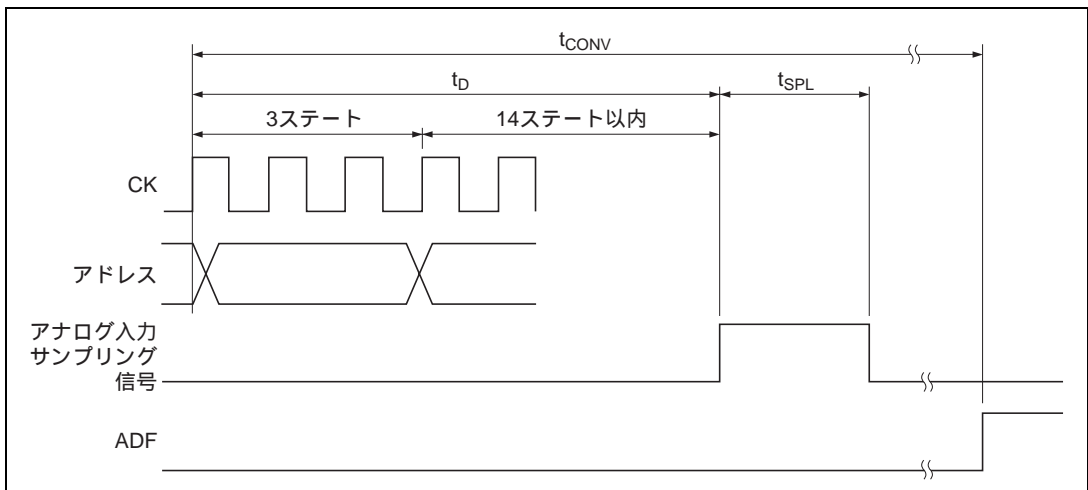 tCONV
tD
tSPL
3ステート
14ステート以内
CK
アドレス
アナログ入力
サンプリング
信号
ADF